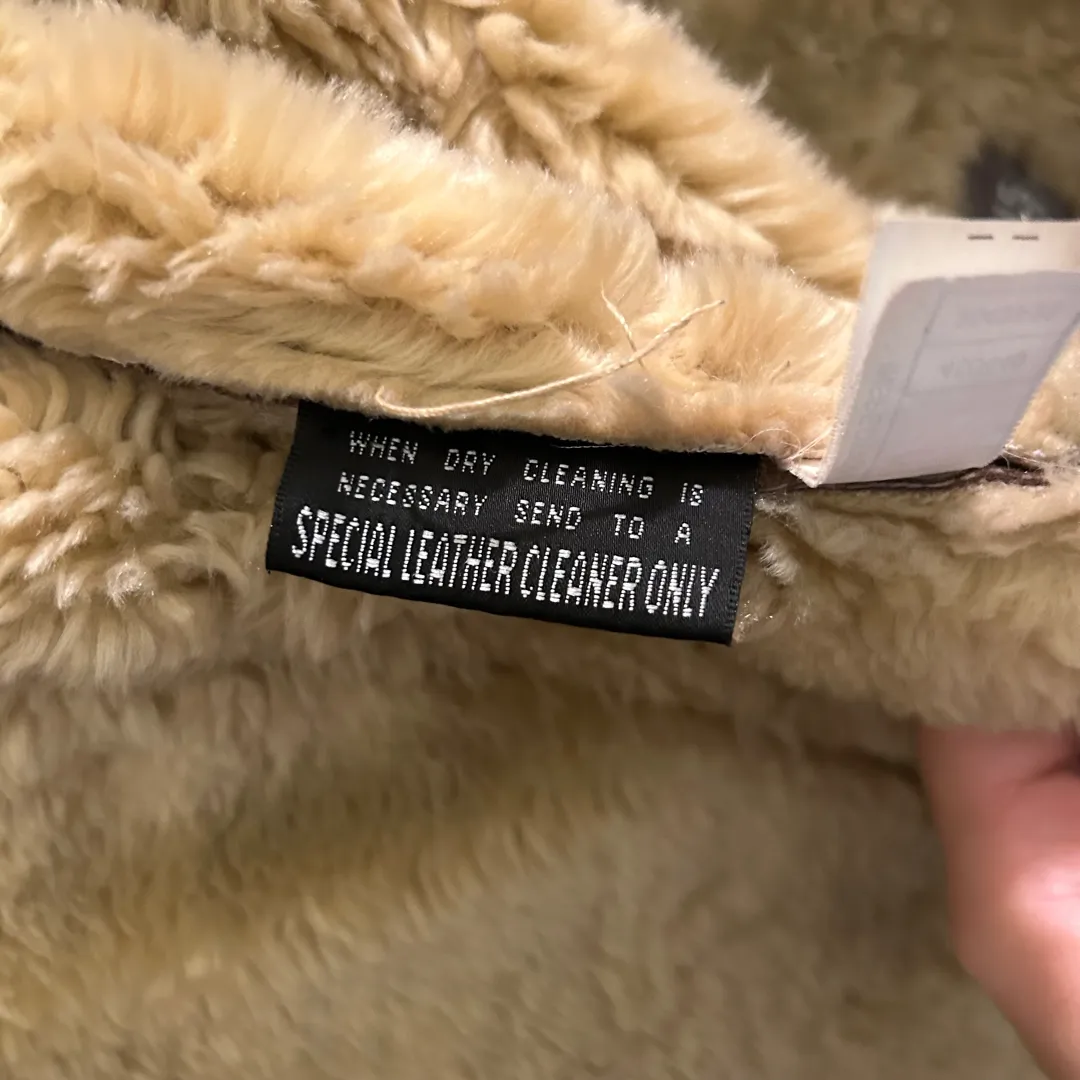 WHEN DRY CLEANING IS
NECESSARY SEND TO A
SPECIAL LEATHER CLEANER ONLY